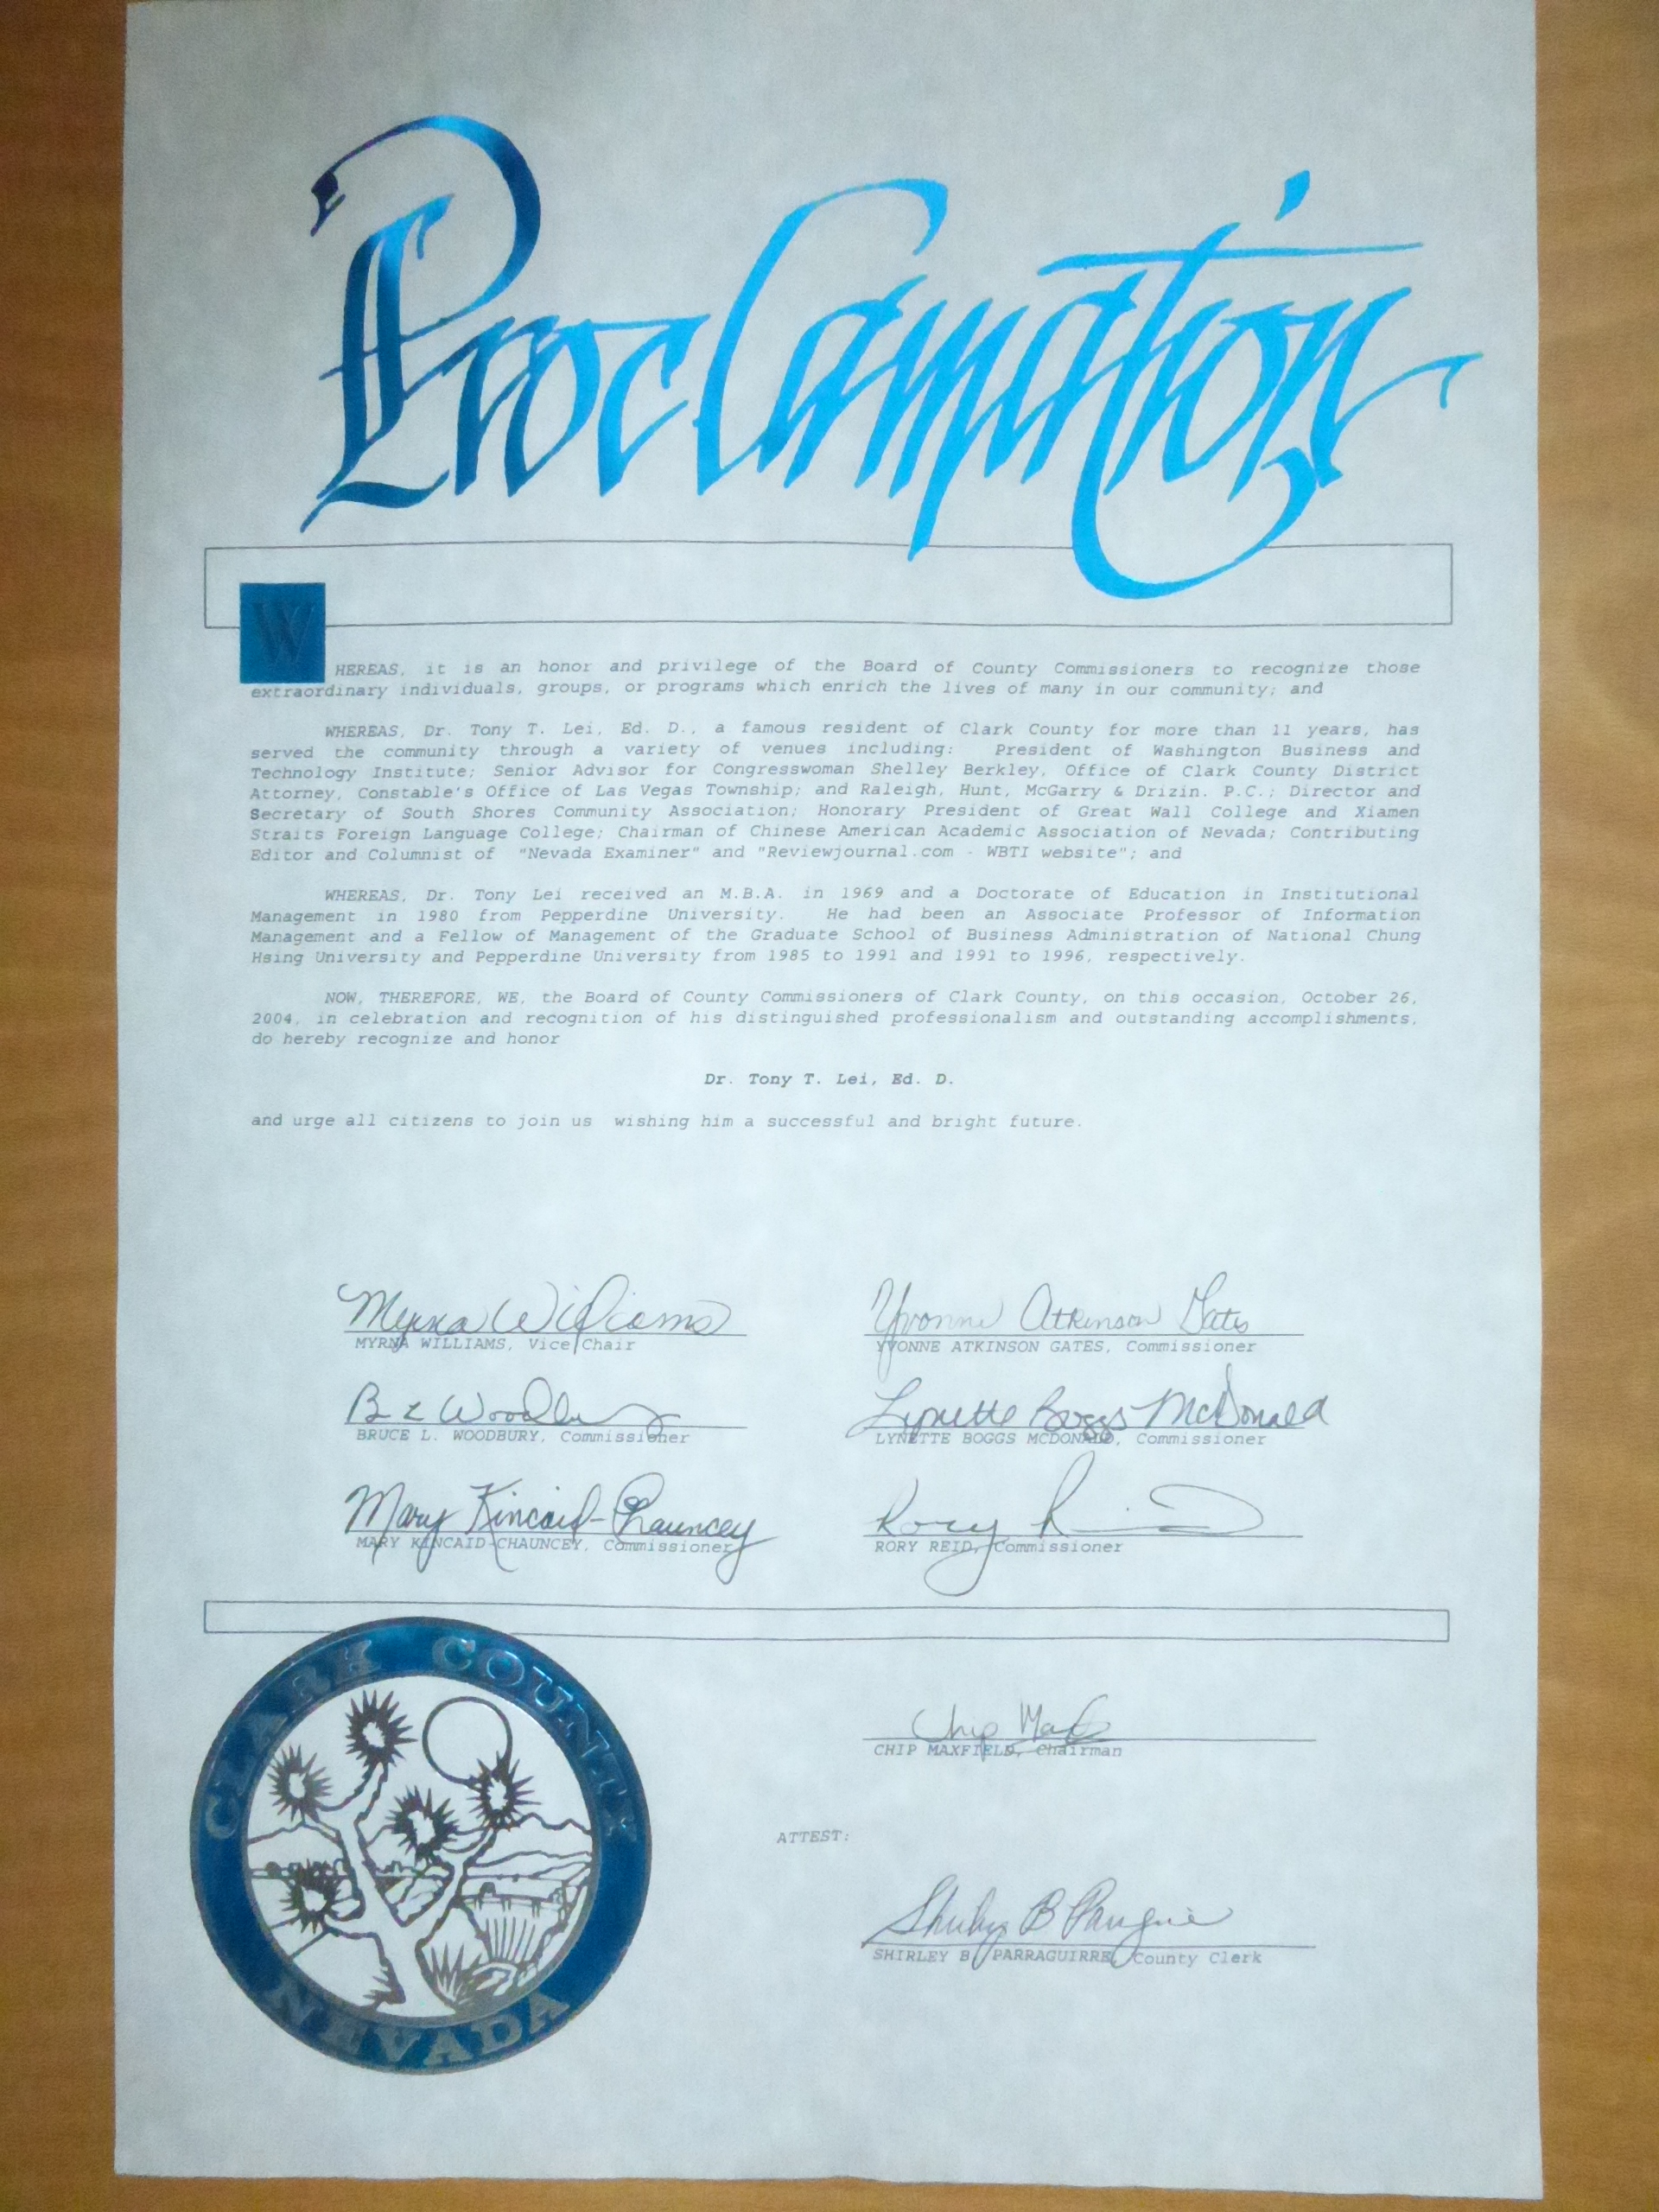 Proclamation
WHEREAS, it is an honor and privilege of the Board of County Commissioners to recognize those
extraordinary individuals, groups, or programs which enrich the lives of many in our community; and
WHEREAS, Dr. Tony T. Lei, Ed. D., a famous resident of Clark County for more than 11 years, has
served the community through a variety of venues including: President of Washington Business and
Technology Institute; Senior Advisor for Congresswoman Shelley Berkley, Office of Clark County District
Attorney, Constable's Office of Las Vegas Township; and Raleigh, Hunt, McGarry & Drizin. P.C.; Director and
Secretary of South Shores Community Association; Honorary President of Great Wall College and Xiamen
Straits Foreign Language College; Chairman of Chinese American Academic Association of Nevada; Contributing
Editor and Columnist of "Nevada Examiner" and "Reviewjournal.com - WBTI website"; and
WHEREAS, Dr. Tony Lei received an M.B.A. in 1969 and a Doctorate of Education in Institutional
Management in 1980 from Pepperdine University. He had been an Associate Professor of Information
Management and a Fellow of Management of the Graduate School of Business Administration of National Chung
Hsing University and Pepperdine University from 1985 to 1991 and 1991 to 1996, respectively.
NOW, THEREFORE, WE, the Board of County Commissioners of Clark County, on this occasion, October 26,
2004, in celebration and recognition of his distinguished professionalism and outstanding accomplishments,
do hereby recognize and honor
Dr. Tony T. Lei, Ed. D.
and urge all citizens to join us wishing him a successful and bright future.
Myrna Williams
MYRNA WILLIAMS, Vice Chair
Yvonne Atkinson Gates
YVONNE ATKINSON GATES, Commissioner
B L Woodbury
BRUCE L. WOODBURY, Commissioner
Lynette Boggs McDonald
LYNETTE BOGGS MCDONALD, Commissioner
Mary Kincaid-Chauncey
MARY KINCAID-CHAUNCEY, Commissioner
Rory Reid
RORY REID, Commissioner
Chip Maxfield
CHIP MAXFIELD, Chairman
ATTEST:
Shirley B Parraguirre
SHIRLEY B. PARRAGUIRRE, County Clerk
CLARK COUNTY
NEVADA